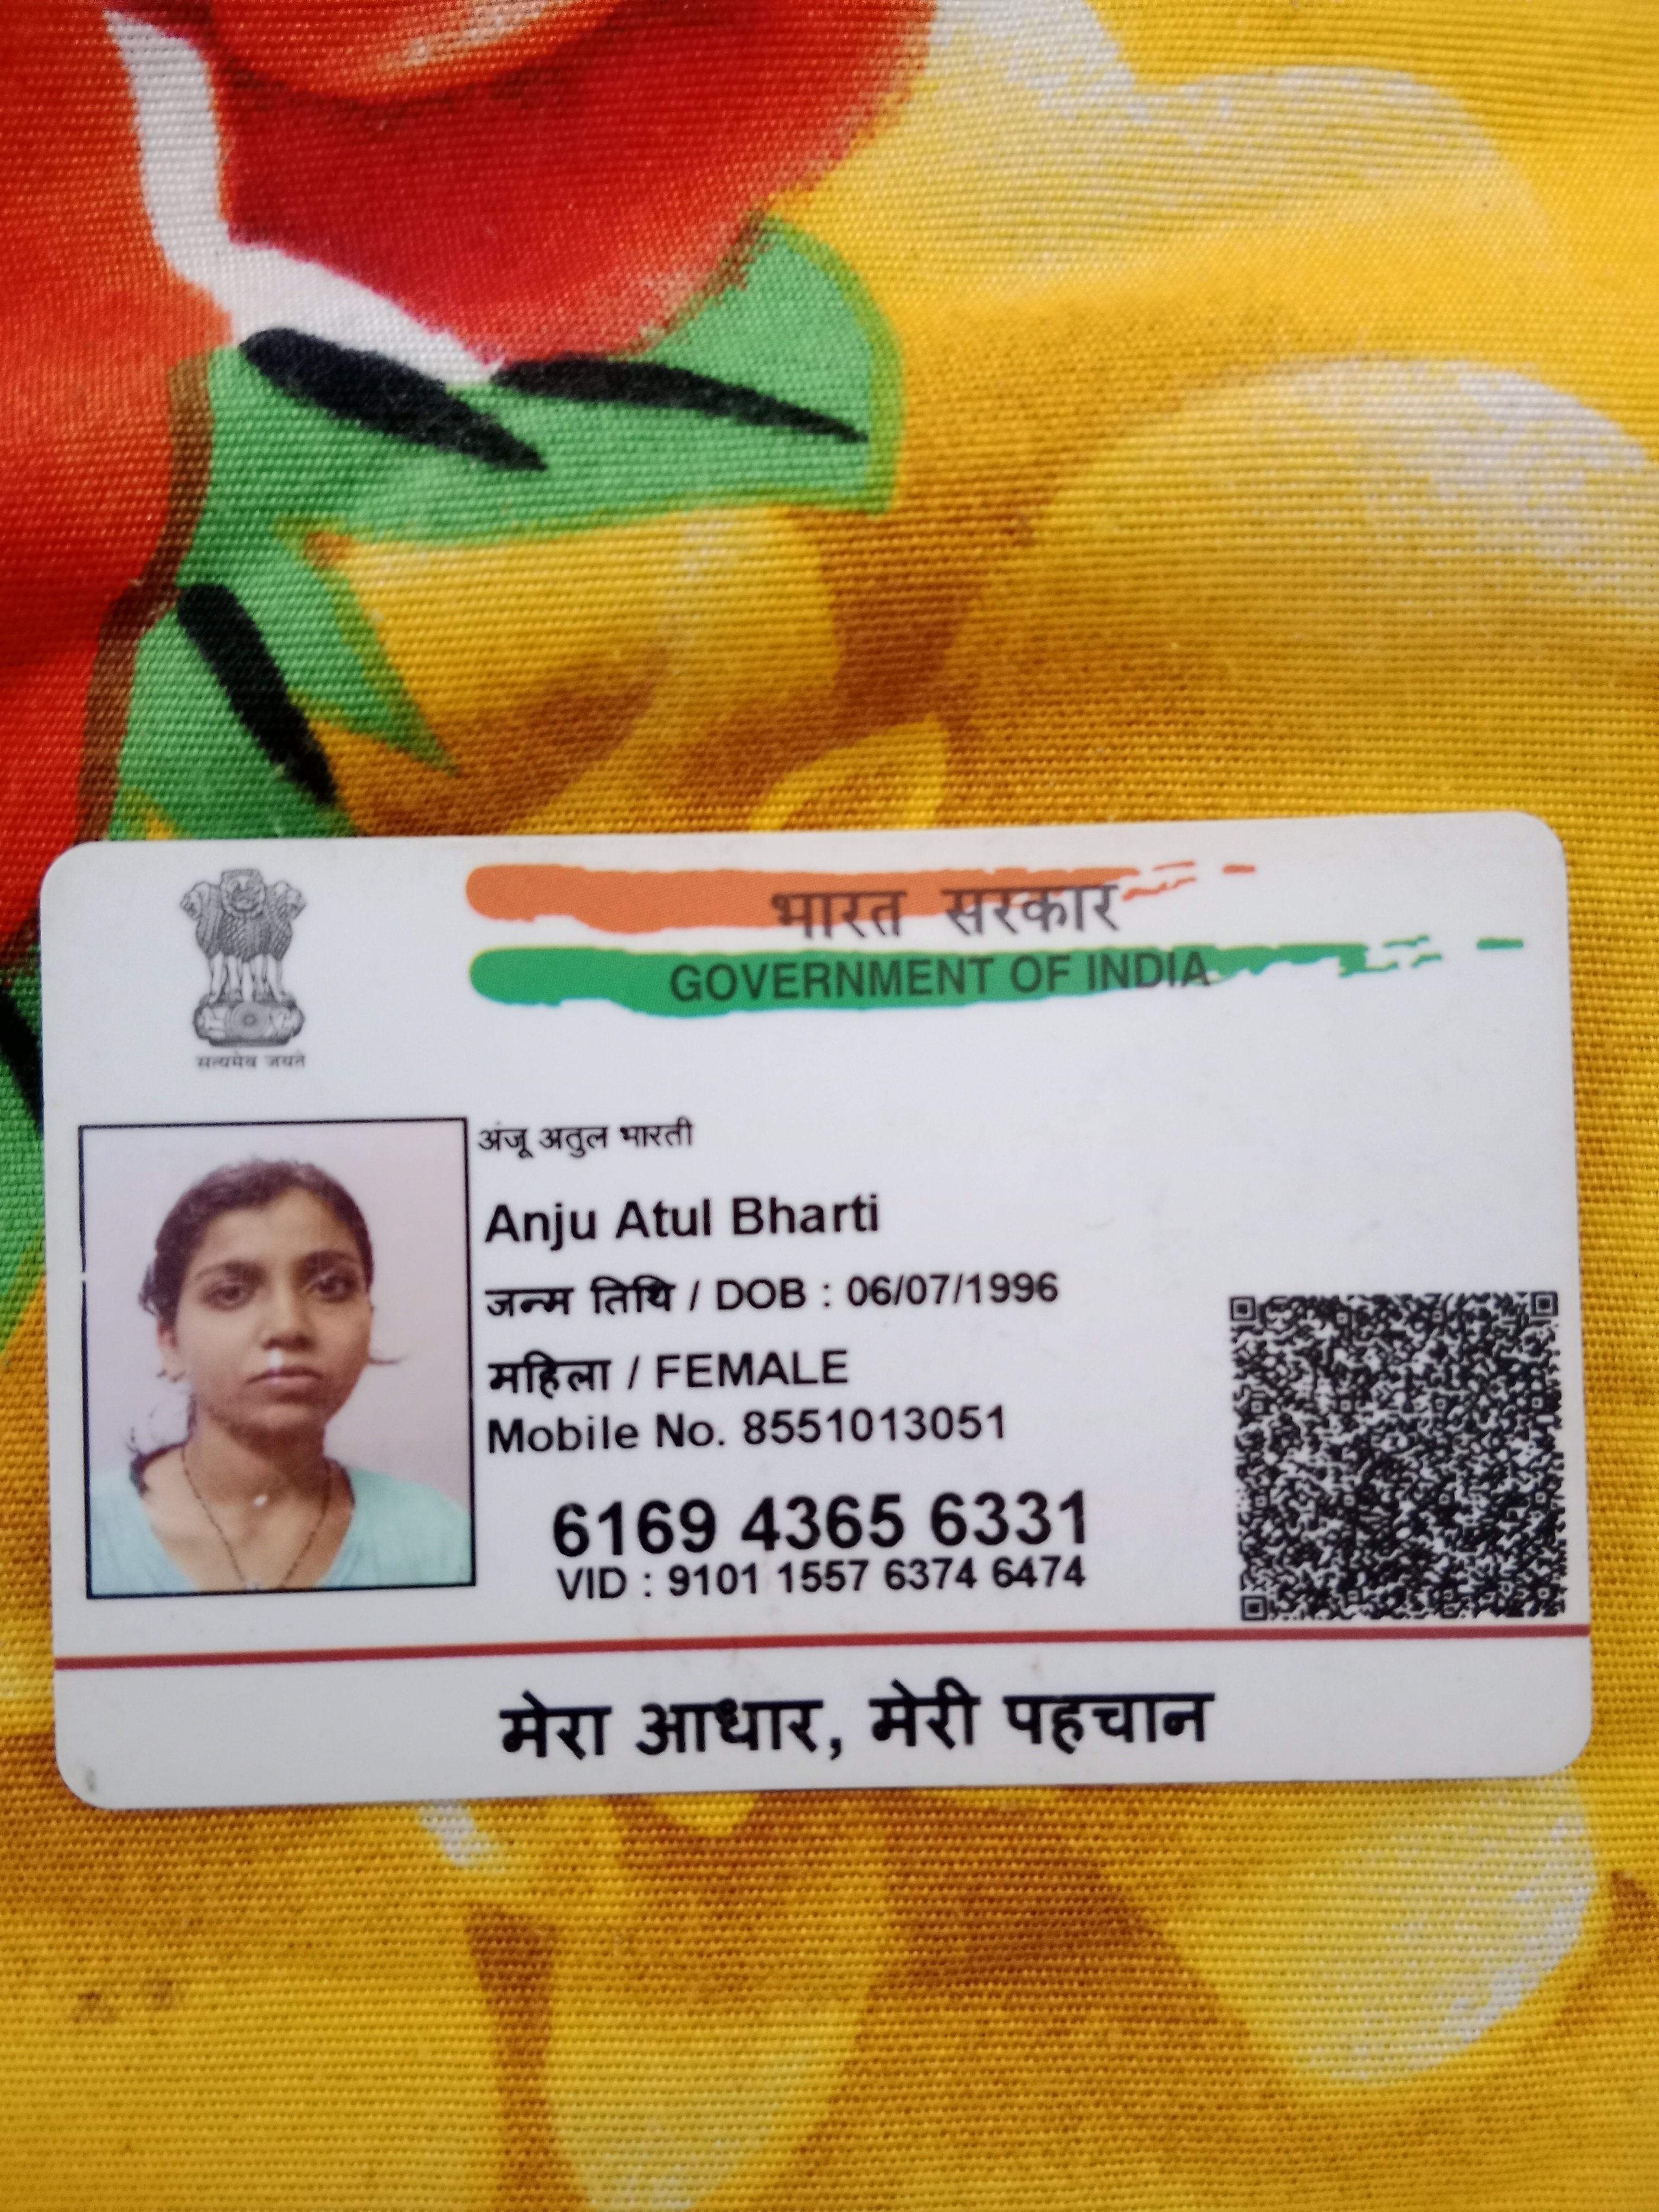 भारत सरकार
GOVERNMENT OF INDIA
सत्यमेव जयते
अंजू अतुल भारती
Anju Atul Bharti
जन्म तिथि / DOB : 06/07/1996
महिला / FEMALE
Mobile No. 8551013051
6169 4365 6331
VID : 9101 1557 6374 6474
मेरा आधार, मेरी पहचान